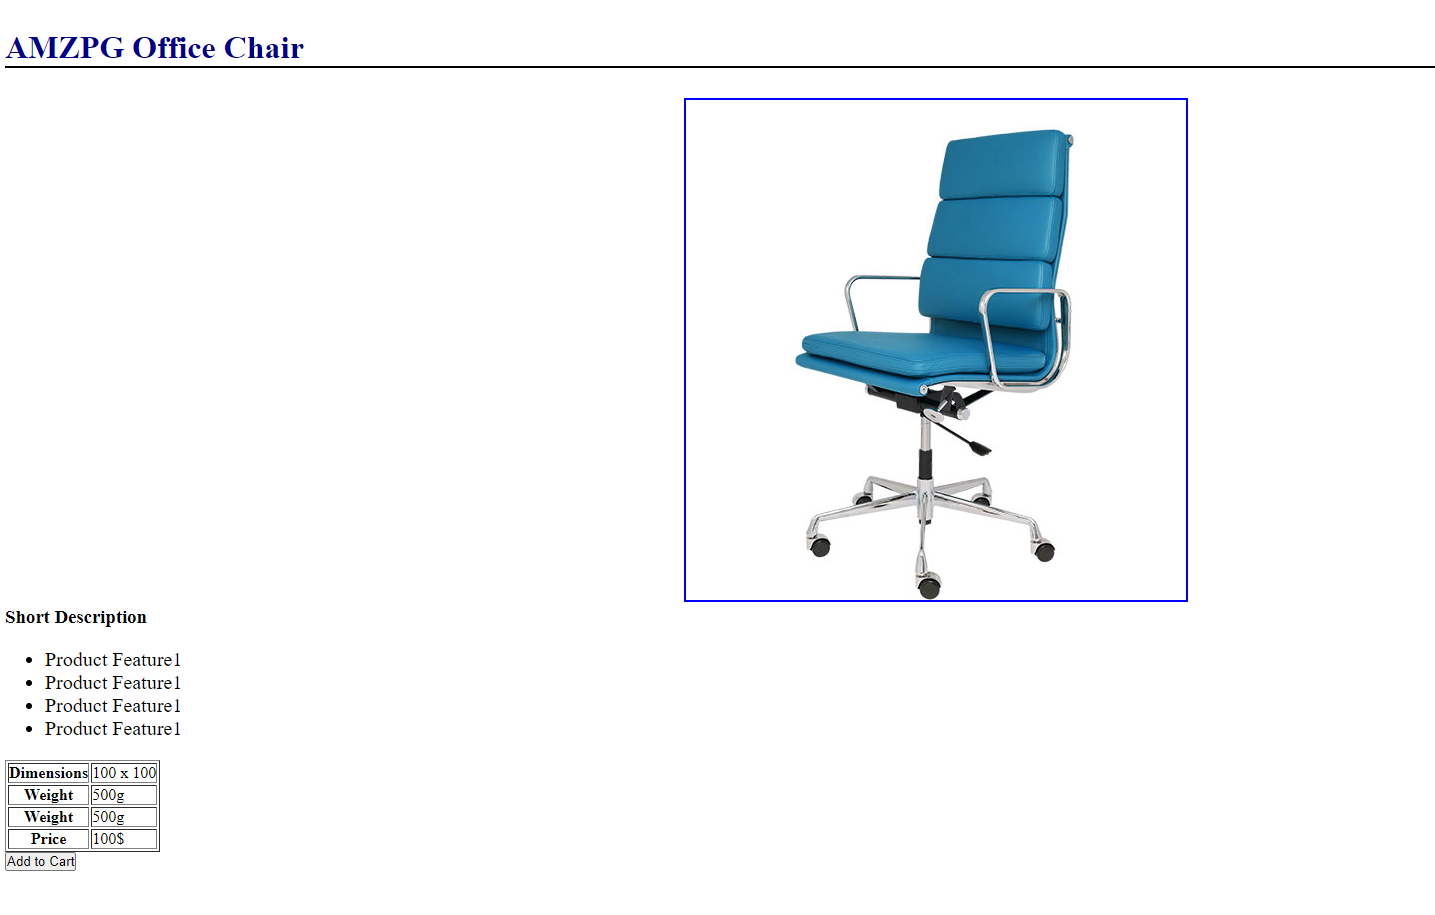 AMZPG Office Chair
Short Description
Product Feature1
Product Feature1
Product Feature1
Product Feature1
Dimensions 100 x 100
Weight 500g
Weight 500g
Price 100$
Add to Cart